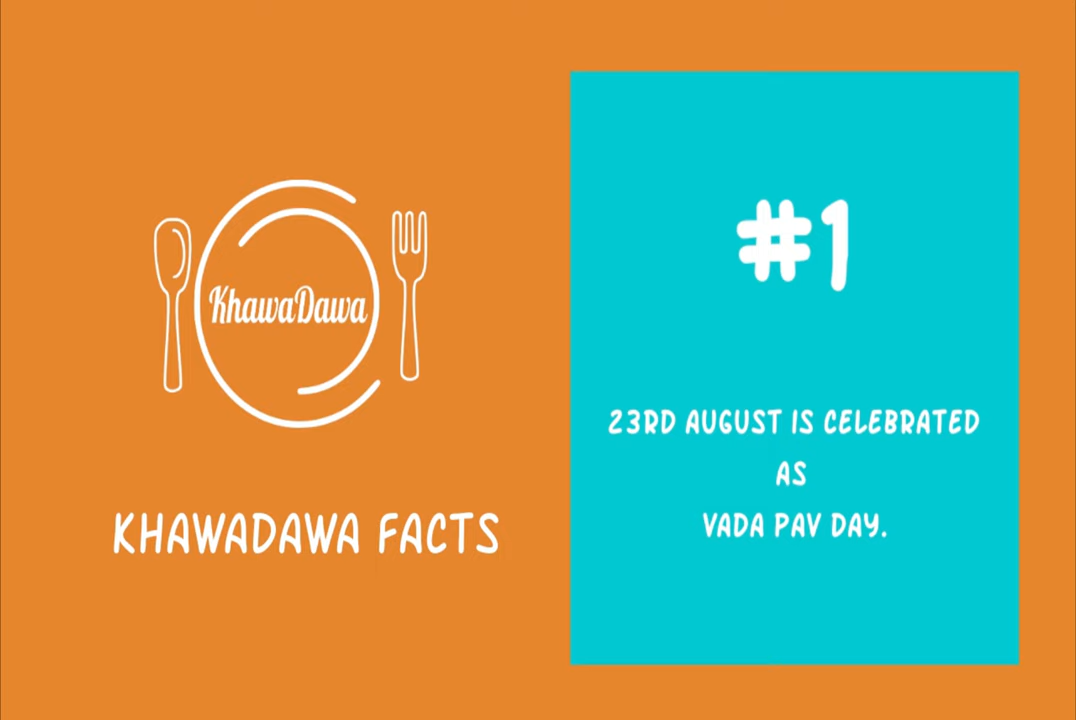 KhawaDawa
KHAWADAWA FACTS
#1
23RD AUGUST IS CELEBRATED
AS
VADA PAV DAY.